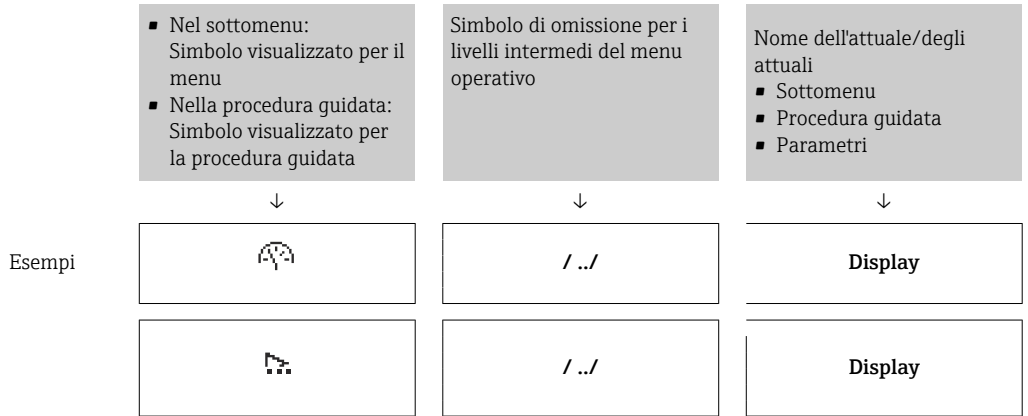 ▪ Nel sottomenu:
Simbolo visualizzato per il
menu
▪ Nella procedura guidata:
Simbolo visualizzato per
la procedura guidata
Simbolo di omissione per i
livelli intermedi del menu
operativo
Nome dell'attuale/degli
attuali
▪ Sottomenu
▪ Procedura guidata
▪ Parametri
↓ ↓ ↓
Esempi / ../ Display
/ ../ Display